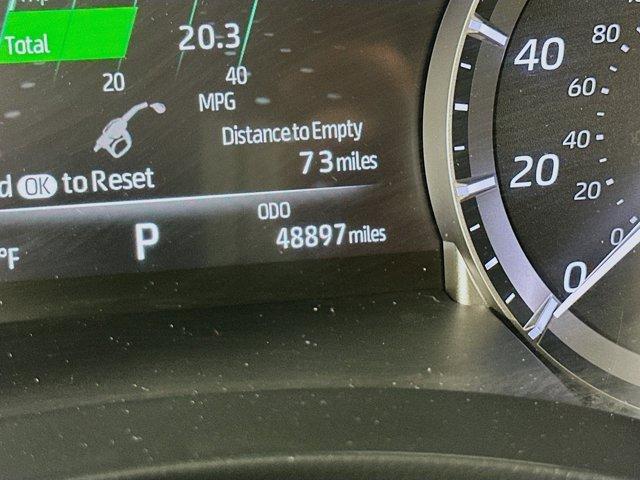 Total 20.3
20 40
MPG
Distance to Empty
73 miles
OK to Reset
ODO
°F P 48897 miles
80
60
40
20
0
40
20
0